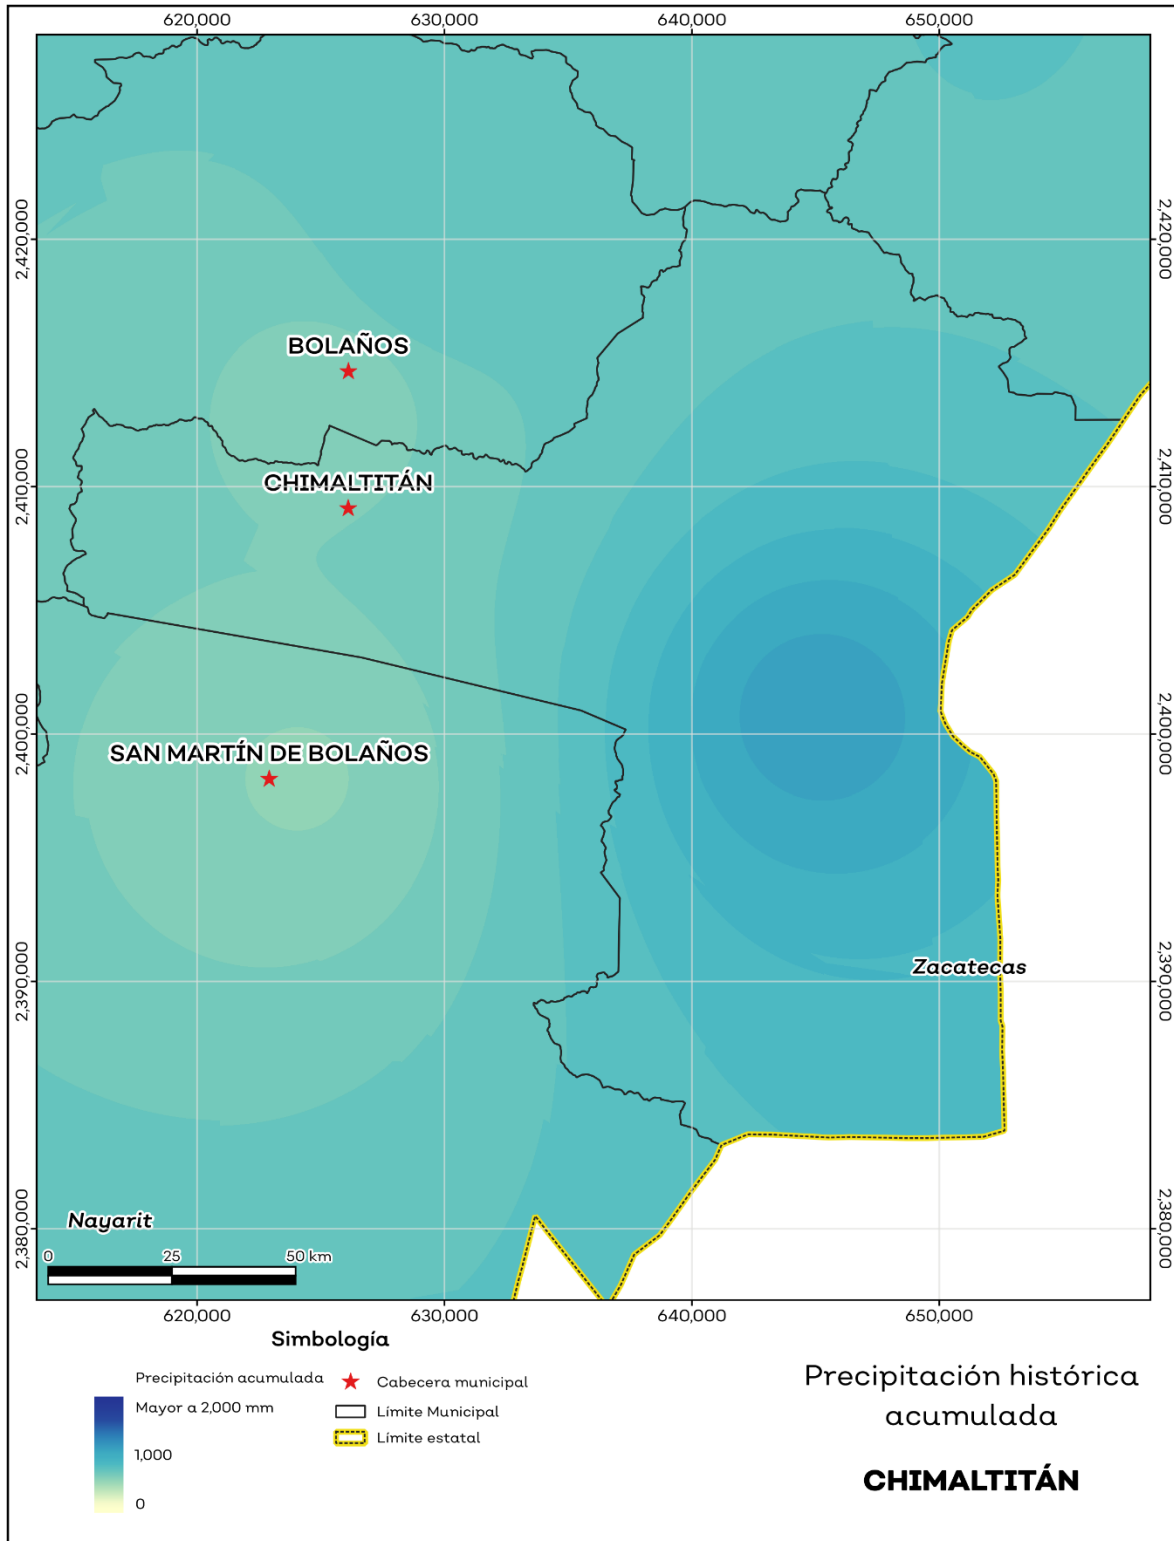 620,000 630,000 640,000 650,000
2,420,000 2,420,000
BOLAÑOS
CHIMALTITÁN
2,410,000 2,410,000
SAN MARTÍN DE BOLAÑOS
2,400,000 2,400,000
Zacatecas
2,390,000 2,390,000
Nayarit
2,380,000 2,380,000
0 25 50 km
620,000 630,000 640,000 650,000
Simbología
Precipitación acumulada
Mayor a 2,000 mm
1,000
0
Cabecera municipal
Límite Municipal
Límite estatal
Precipitación histórica
acumulada
CHIMALTITÁN